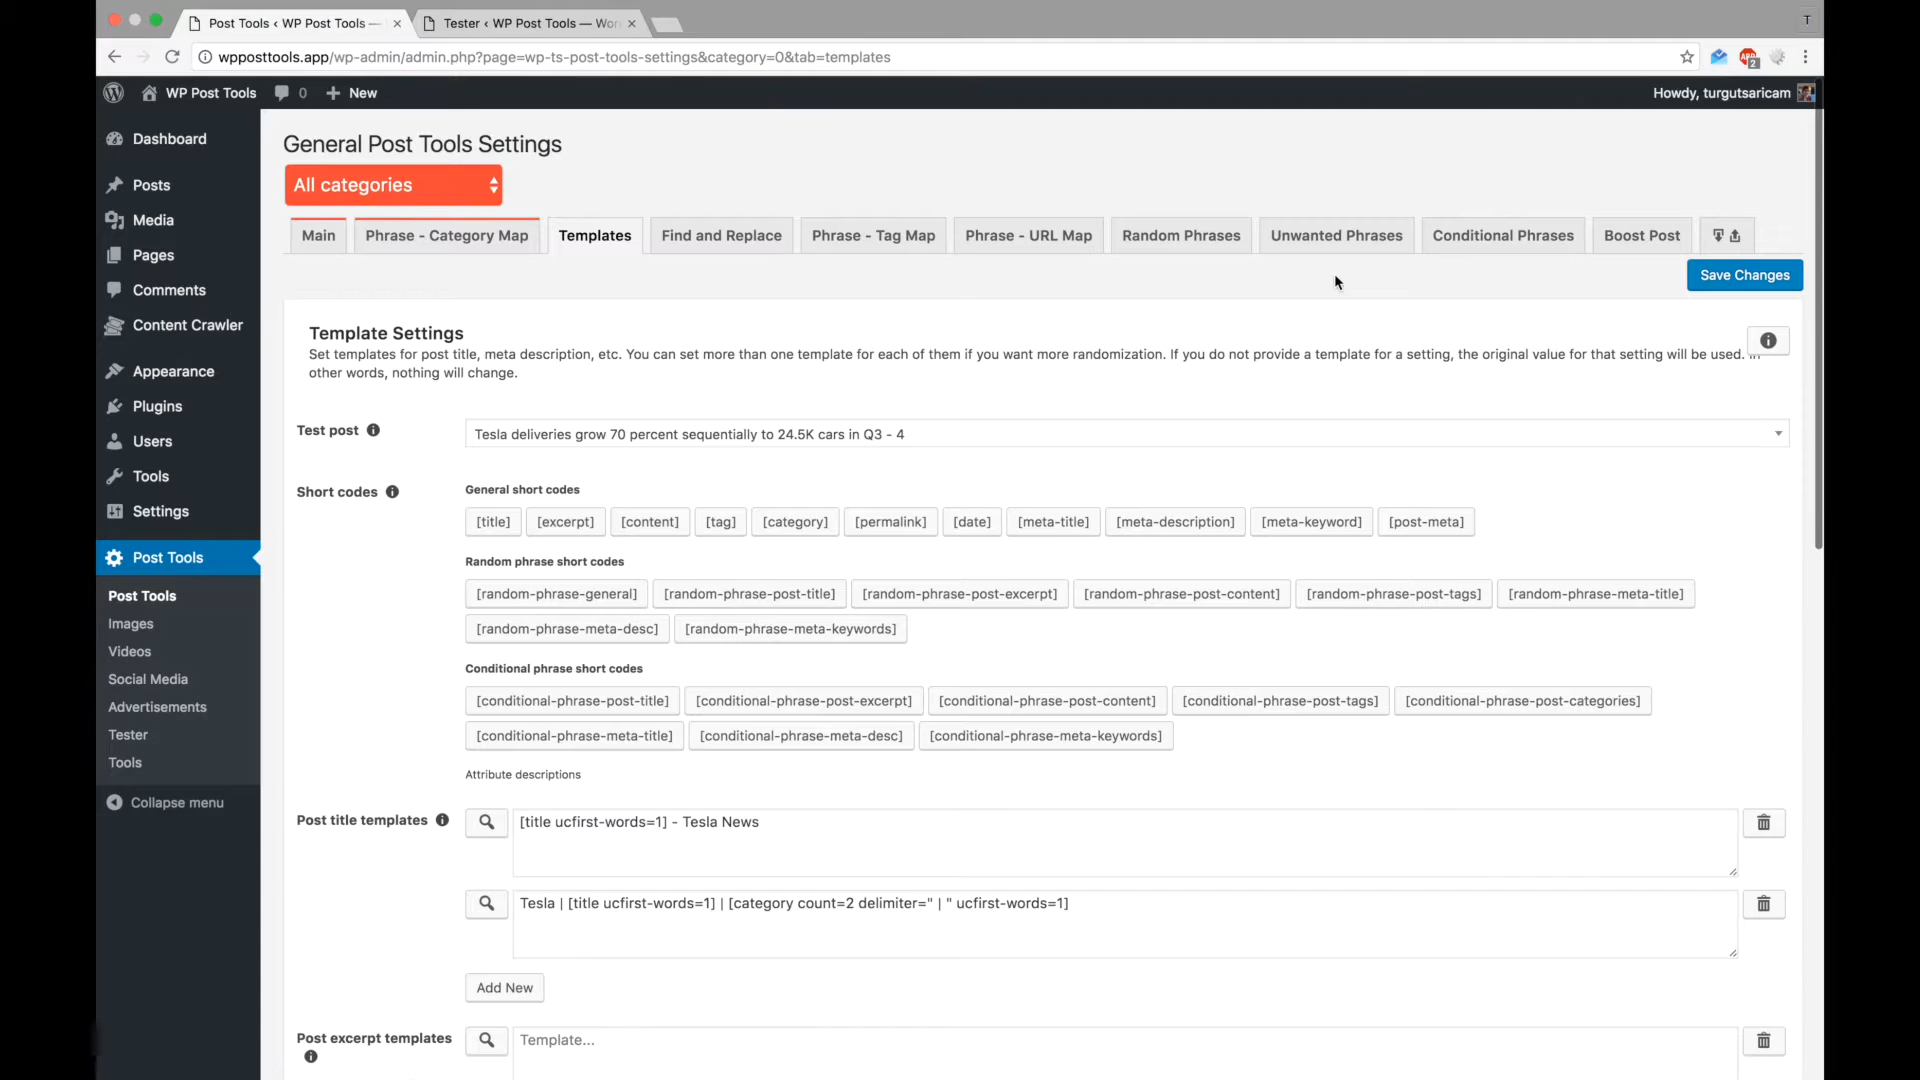 Post Tools ‹ WP Post Tools —
Tester ‹ WP Post Tools — Wor
T
wpposttools.app/wp-admin/admin.php?page=wp-ts-post-tools-settings&category=0&tab=templates
2
WP Post Tools
0
New
Howdy, turgutsaricam
Dashboard
Posts
Media
Pages
Comments
Content Crawler
Appearance
Plugins
Users
Tools
Settings
Post Tools
Post Tools
Images
Videos
Social Media
Advertisements
Tester
Tools
Collapse menu
General Post Tools Settings
All categories
Main
Phrase - Category Map
Templates
Find and Replace
Phrase - Tag Map
Phrase - URL Map
Random Phrases
Unwanted Phrases
Conditional Phrases
Boost Post
Save Changes
Template Settings
Set templates for post title, meta description, etc. You can set more than one template for each of them if you want more randomization. If you do not provide a template for a setting, the original value for that setting will be used. In
other words, nothing will change.
Test post
Tesla deliveries grow 70 percent sequentially to 24.5K cars in Q3 - 4
Short codes
General short codes
[title] [excerpt] [content] [tag] [category] [permalink] [date] [meta-title] [meta-description] [meta-keyword] [post-meta]
Random phrase short codes
[random-phrase-general] [random-phrase-post-title] [random-phrase-post-excerpt] [random-phrase-post-content] [random-phrase-post-tags] [random-phrase-meta-title]
[random-phrase-meta-desc] [random-phrase-meta-keywords]
Conditional phrase short codes
[conditional-phrase-post-title] [conditional-phrase-post-excerpt] [conditional-phrase-post-content] [conditional-phrase-post-tags] [conditional-phrase-post-categories]
[conditional-phrase-meta-title] [conditional-phrase-meta-desc] [conditional-phrase-meta-keywords]
Attribute descriptions
Post title templates
[title ucfirst-words=1] - Tesla News
Tesla | [title ucfirst-words=1] | [category count=2 delimiter=" | " ucfirst-words=1]
Add New
Post excerpt templates
Template...